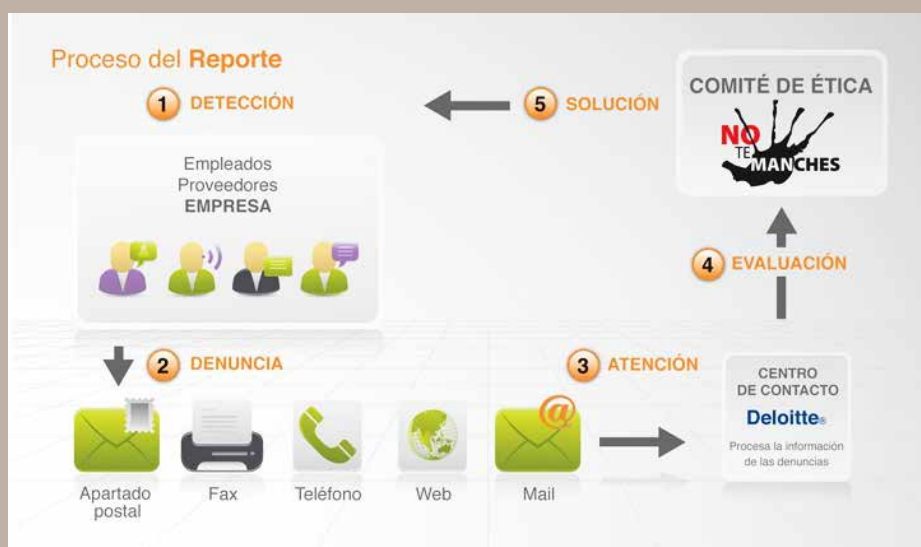 Proceso del Reporte
1 DETECCIÓN
Empleados
Proveedores
EMPRESA
2 DENUNCIA
Apartado
postal
Fax
Teléfono
Web
@
Mail
3 ATENCIÓN
CENTRO
DE CONTACTO
Deloitte®
Procesa la información
de las denuncias
4 EVALUACIÓN
COMITÉ DE ÉTICA
NO
TE
MANCHES
5 SOLUCIÓN